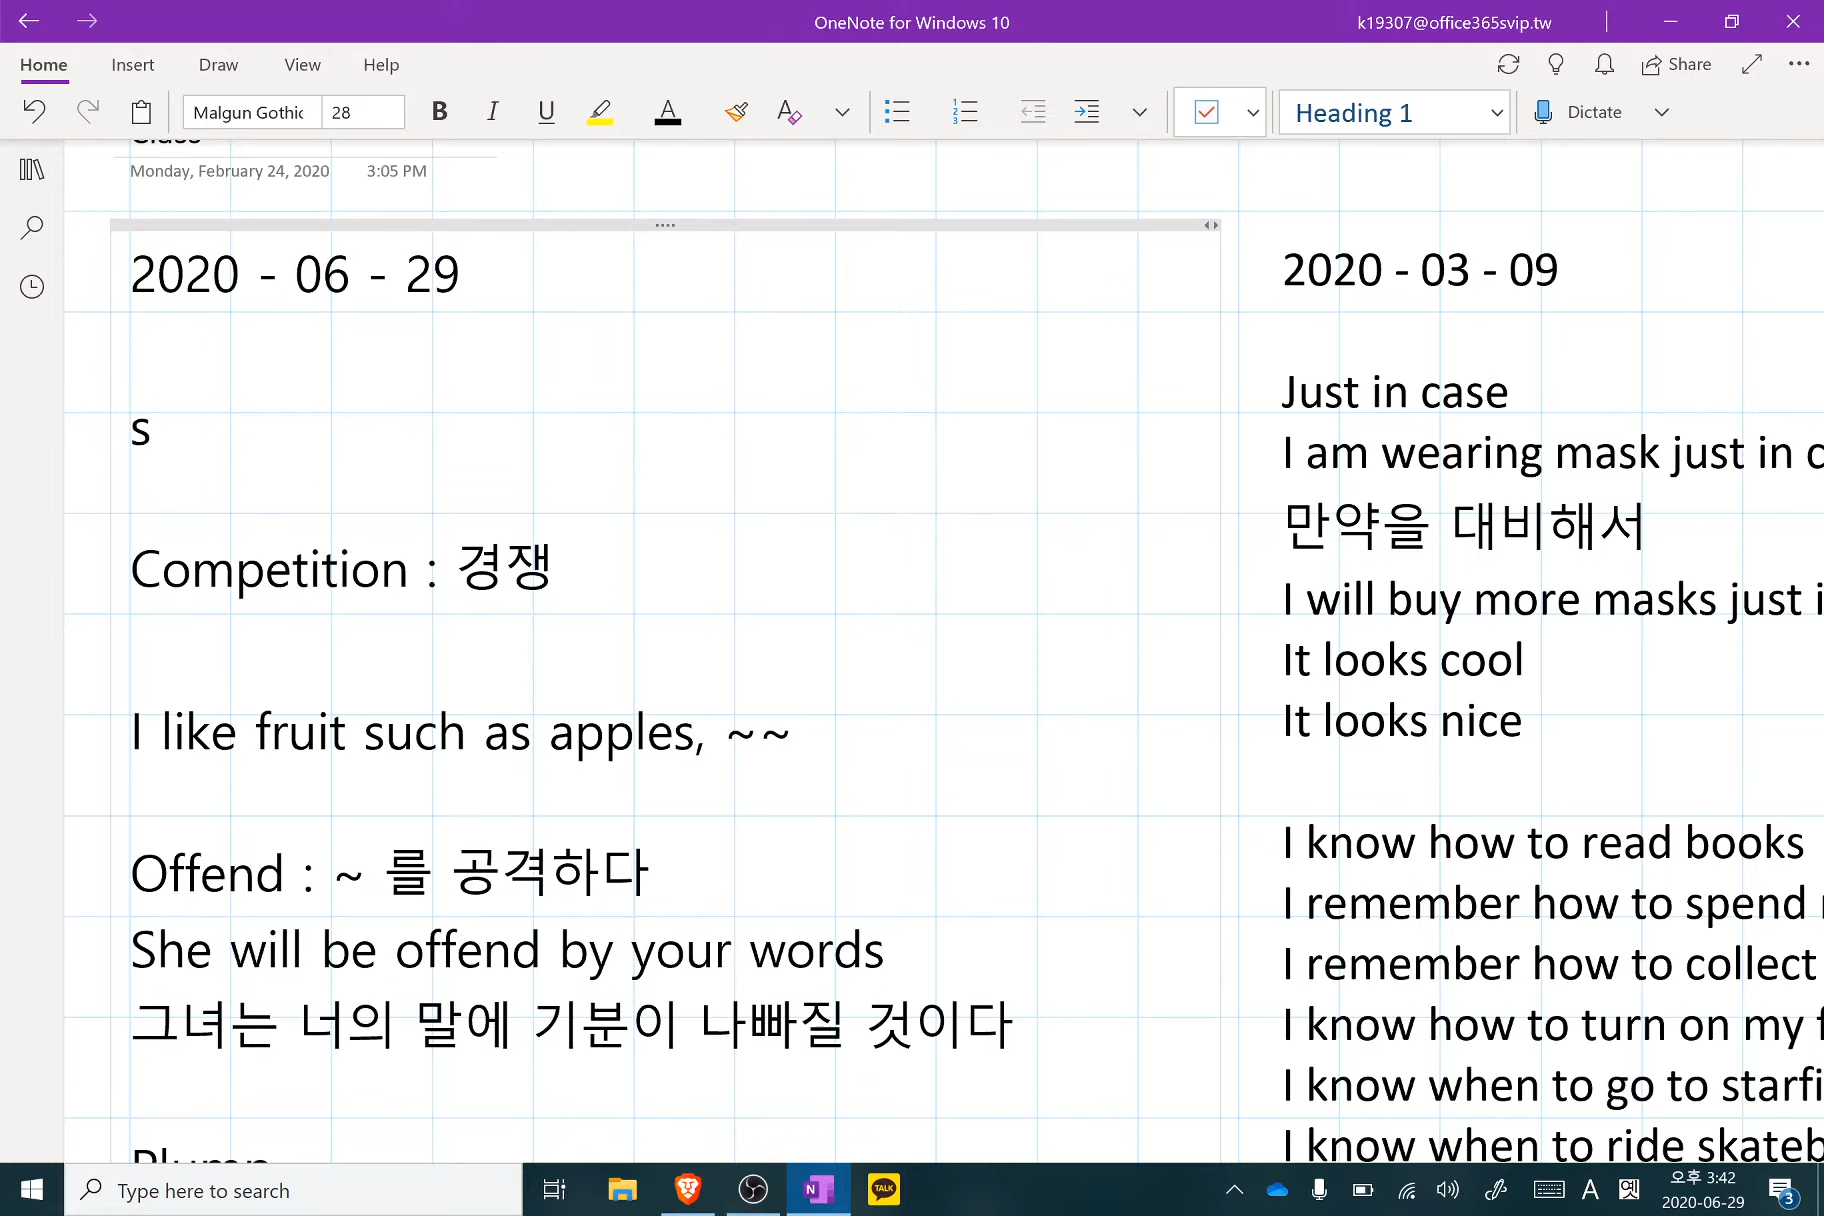 OneNote for Windows 10
k19307@office365svip.tw
Home Insert Draw View Help
Share
Malgun Gothic 28
B I U A A
Heading 1
Dictate
Class
Monday, February 24, 2020 3:05 PM
2020 - 06 - 29
s
Competition : 경쟁
I like fruit such as apples, ~~
Offend : ~ 를 공격하다
She will be offend by your words
그녀는 너의 말에 기분이 나빠질 것이다
Plump
2020 - 03 - 09
Just in case
I am wearing mask just in c
만약을 대비해서
I will buy more masks just i
It looks cool
It looks nice
I know how to read books
I remember how to spend
I remember how to collect
I know how to turn on my f
I know when to go to starfi
I know when to ride skateb
Type here to search
N
TALK
A
오후 3:42
2020-06-29
3